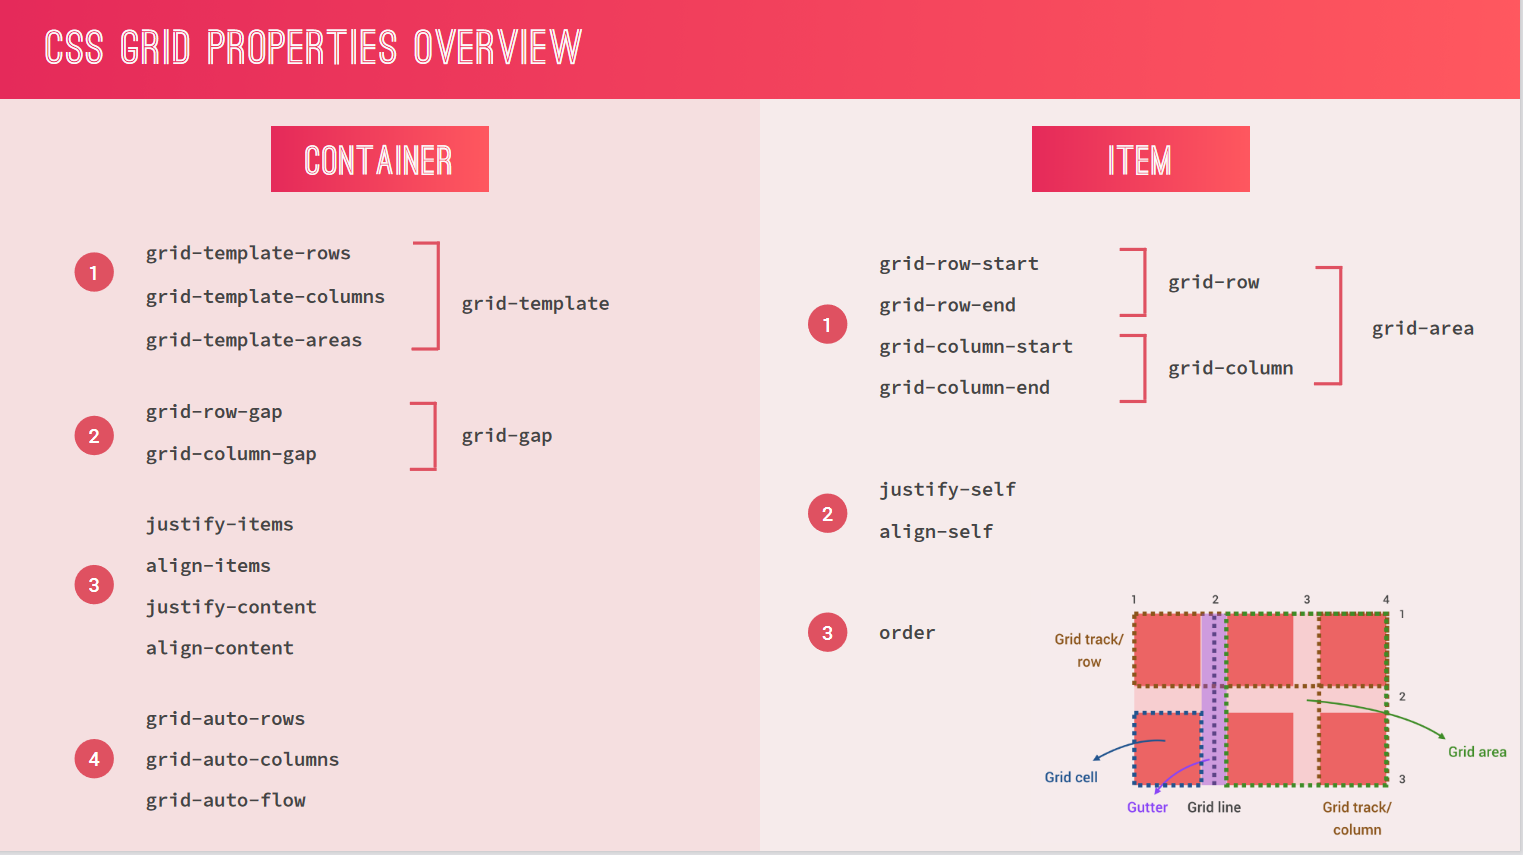 CSS GRID PROPERTIES OVERVIEW
CONTAINER
1
grid-template-rows
grid-template-columns
grid-template-areas
grid-template
2
grid-row-gap
grid-column-gap
grid-gap
3
justify-items
align-items
justify-content
align-content
4
grid-auto-rows
grid-auto-columns
grid-auto-flow
ITEM
1
grid-row-start
grid-row-end
grid-column-start
grid-column-end
grid-row
grid-column
grid-area
2
justify-self
align-self
3
order
1 2 3 4
1
2
3
Grid track/
row
Grid cell
Gutter
Grid line
Grid track/
column
Grid area